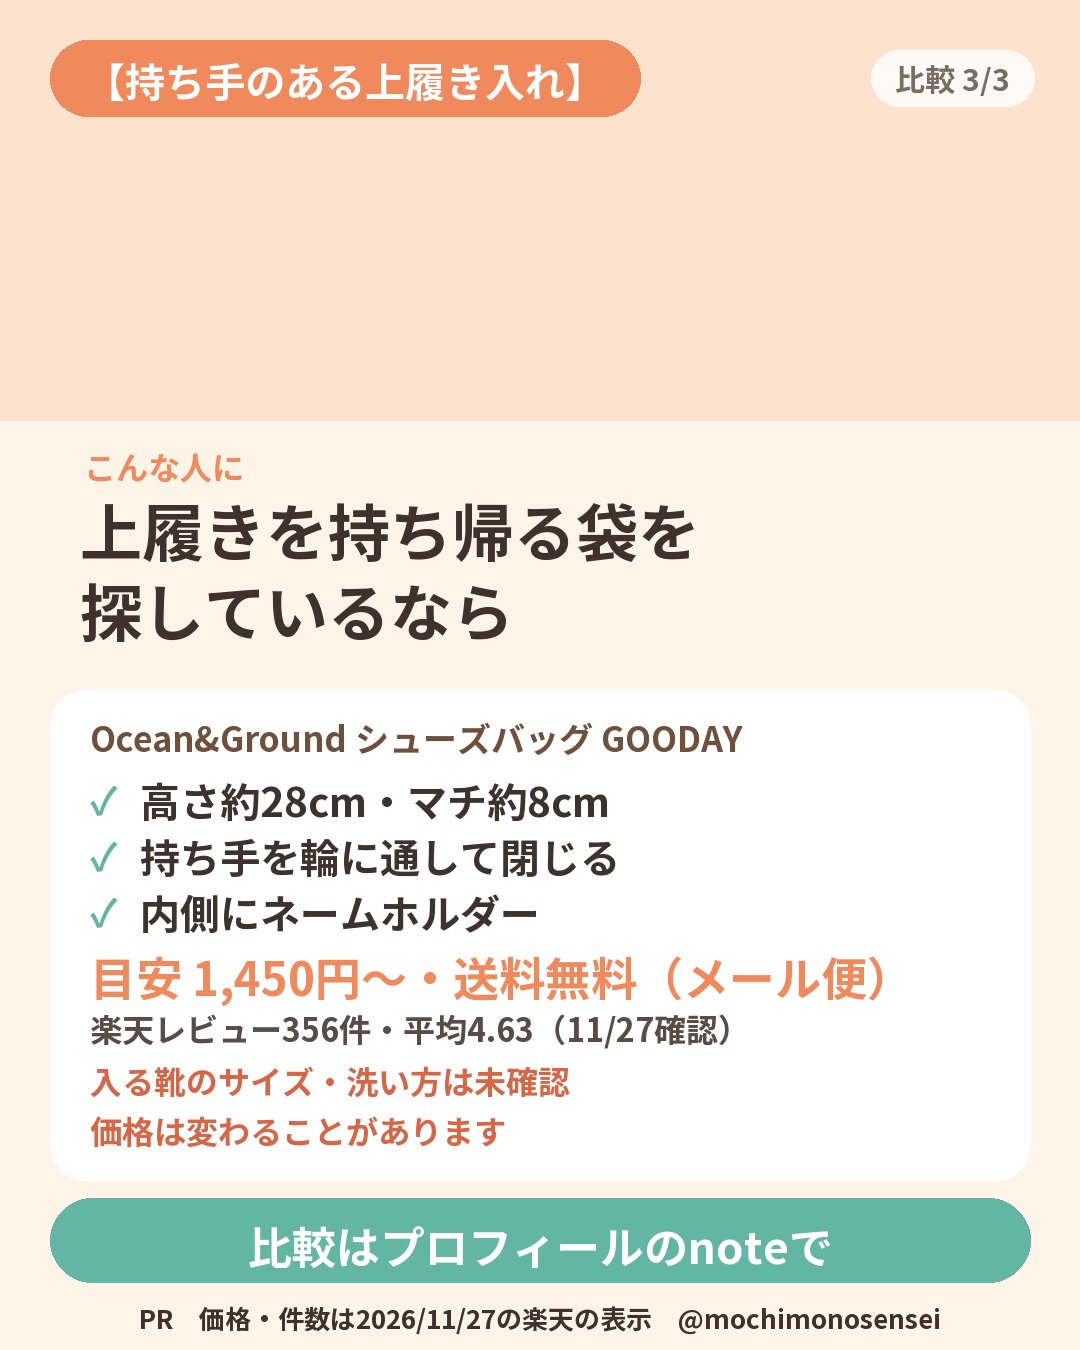 【持ち手のある上履き入れ】
比較 3/3
こんな人に
上履きを持ち帰る袋を
探しているなら
Ocean&Ground シューズバッグ GOODAY
✓ 高さ約28cm・マチ約8cm
✓ 持ち手を輪に通して閉じる
✓ 内側にネームホルダー
目安 1,450円〜・送料無料（メール便）
楽天レビュー356件・平均4.63（11/27確認）
入る靴のサイズ・洗い方は未確認
価格は変わることがあります
比較はプロフィールのnoteで
PR　価格・件数は2026/11/27の楽天の表示　@mochimonosensei